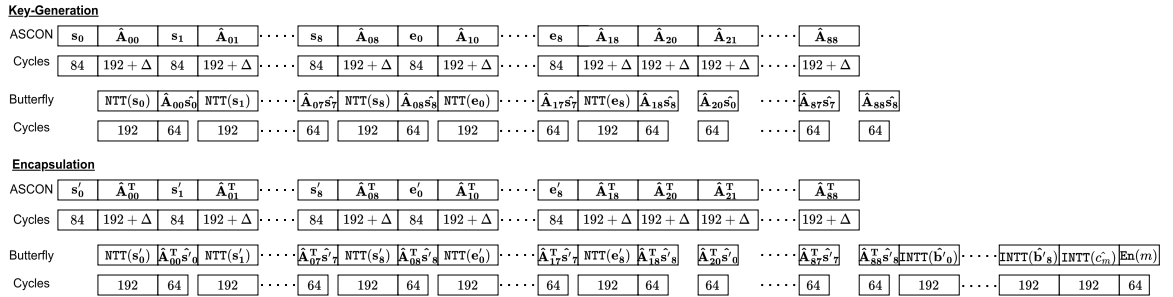 Key-Generation
ASCON s₀ Â₀₀ s₁ Â₀₁ ····· s₈ Â₀₈ e₀ Â₁₀ ····· e₈ Â₁₈ Â₂₀ Â₂₁ ····· Â₈₈
Cycles 84 192 + Δ 84 192 + Δ ····· 84 192 + Δ 84 192 + Δ ····· 84 192 + Δ 192 + Δ 192 + Δ ····· 192 + Δ
Butterfly NTT(s₀) Â₀₀ŝ₀ NTT(s₁) ····· Â₀₇ŝ₇ NTT(s₈) Â₀₈ŝ₈ NTT(e₀) ····· Â₁₇ŝ₇ NTT(e₈) Â₁₈ŝ₈ Â₂₀ŝ₀ ····· Â₈₇ŝ₇ Â₈₈ŝ₈
Cycles 192 64 192 ····· 64 192 64 192 ····· 64 192 64 64 ····· 64 64
Encapsulation
ASCON s′₀ Âᵀ₀₀ s′₁ Âᵀ₀₁ ····· s′₈ Âᵀ₀₈ e′₀ Âᵀ₁₀ ····· e′₈ Âᵀ₁₈ Âᵀ₂₀ Âᵀ₂₁ ····· Âᵀ₈₈
Cycles 84 192 + Δ 84 192 + Δ ····· 84 192 + Δ 84 192 + Δ ····· 84 192 + Δ 192 + Δ 192 + Δ ····· 192 + Δ
Butterfly NTT(s′₀) Âᵀ₀₀ŝ′₀ NTT(s′₁) ····· Âᵀ₀₇ŝ′₇ NTT(s′₈) Âᵀ₀₈ŝ′₈ NTT(e′₀) ····· Âᵀ₁₇ŝ′₇ NTT(e′₈) Âᵀ₁₈ŝ′₈ Âᵀ₂₀ŝ′₀ ····· Âᵀ₈₇ŝ′₇ Âᵀ₈₈ŝ′₈ INTT(b̂′₀) ····· INTT(b̂′₈) INTT(ĉₘ) En(m)
Cycles 192 64 192 ····· 64 192 64 192 ····· 64 192 64 64 ····· 64 64 192 ····· 192 192 64